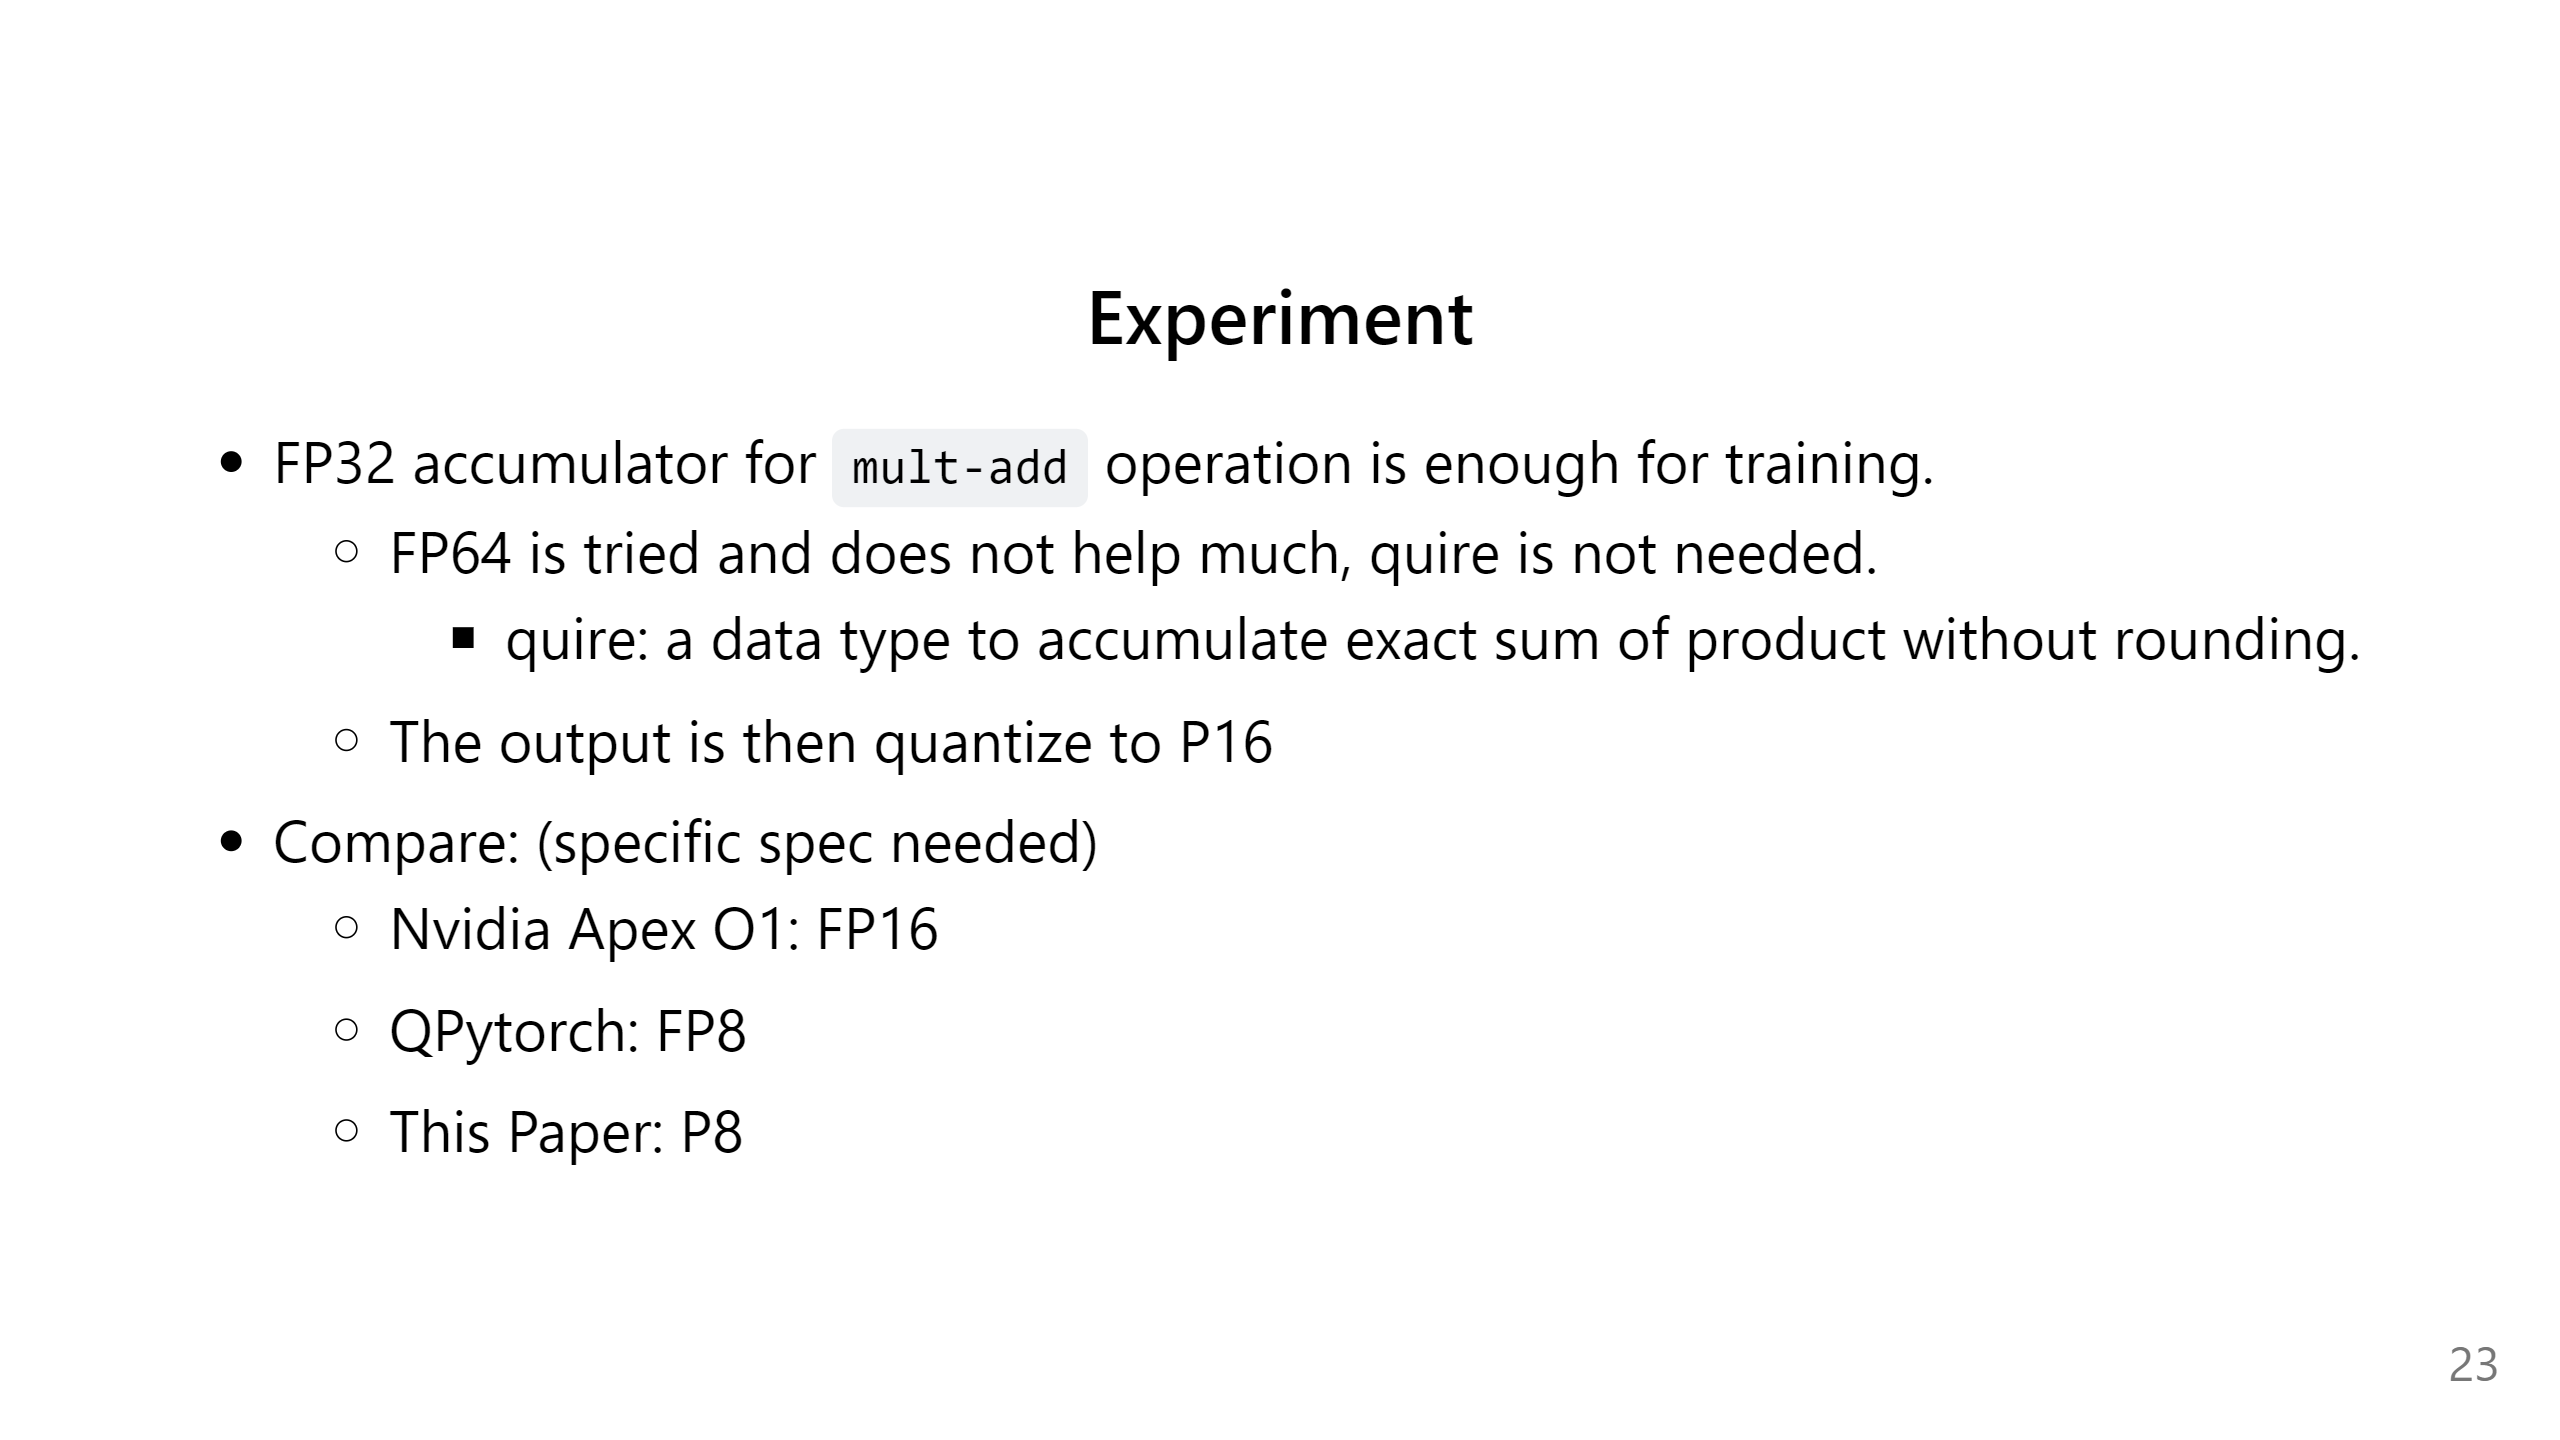 Experiment
• FP32 accumulator for mult-add operation is enough for training.
○ FP64 is tried and does not help much, quire is not needed.
■ quire: a data type to accumulate exact sum of product without rounding.
○ The output is then quantize to P16
• Compare: (specific spec needed)
○ Nvidia Apex O1: FP16
○ QPytorch: FP8
○ This Paper: P8
23